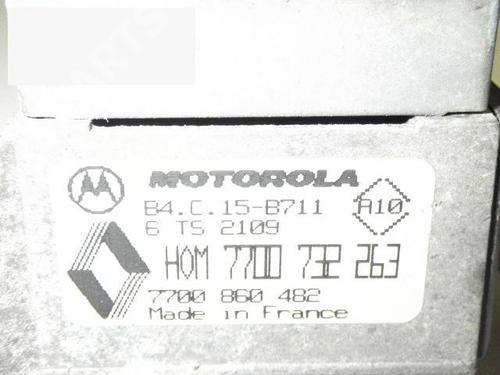 MOTOROLA
B4.C.15-B711
A10
6 TS 2109
HOM 7700 732 263
7700 860 482
Made in France